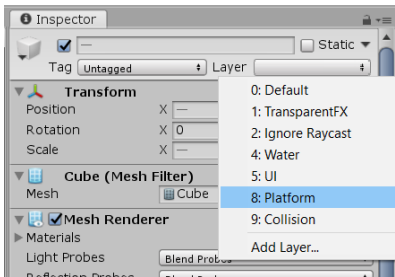 Inspector
— Static
Tag Untagged Layer
Transform
Position X —
Rotation X 0
Scale X —
Cube (Mesh Filter)
Mesh Cube
Mesh Renderer
Materials
Light Probes Blend Probes
Reflection Probes
0: Default
1: TransparentFX
2: Ignore Raycast
4: Water
5: UI
8: Platform
9: Collision
Add Layer...